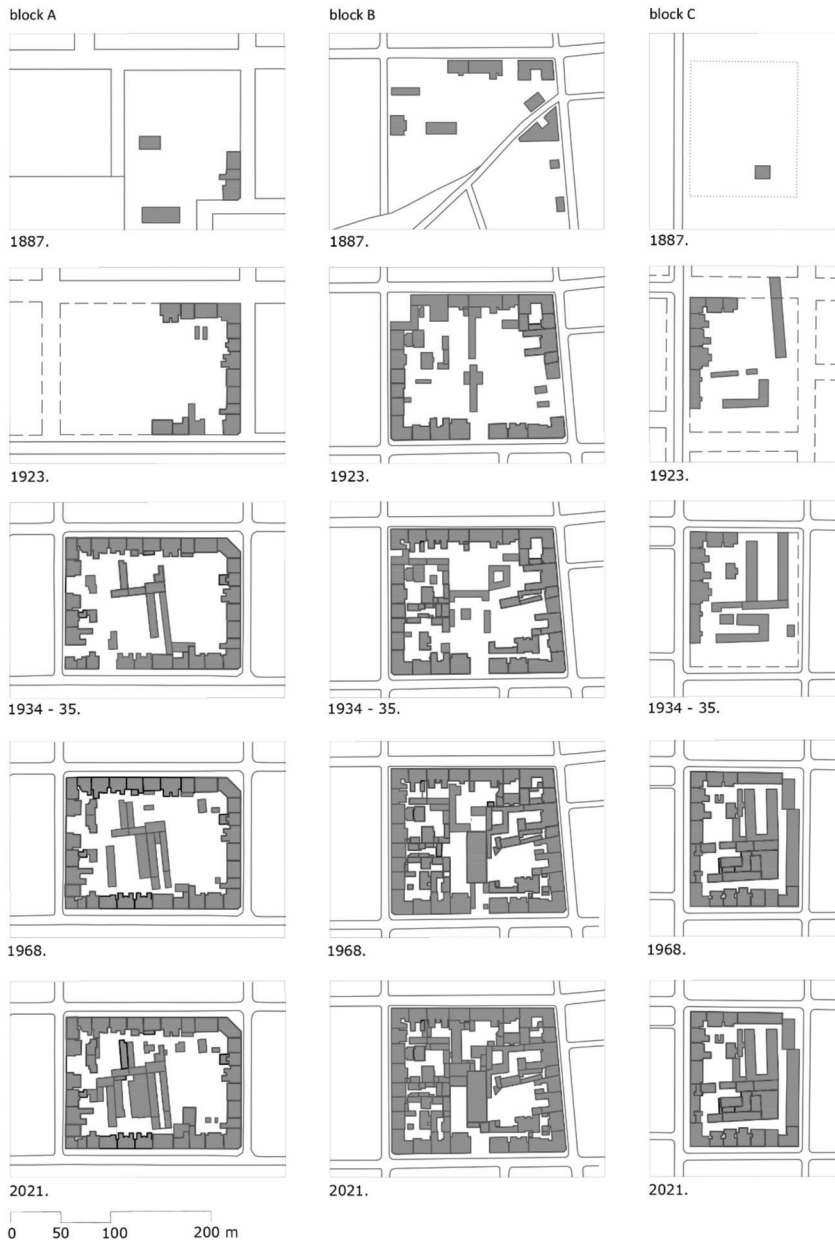 block A block B block C
1887. 1887. 1887.
1923. 1923. 1923.
1934 - 35. 1934 - 35. 1934 - 35.
1968. 1968. 1968.
2021. 2021. 2021.
0 50 100 200 m